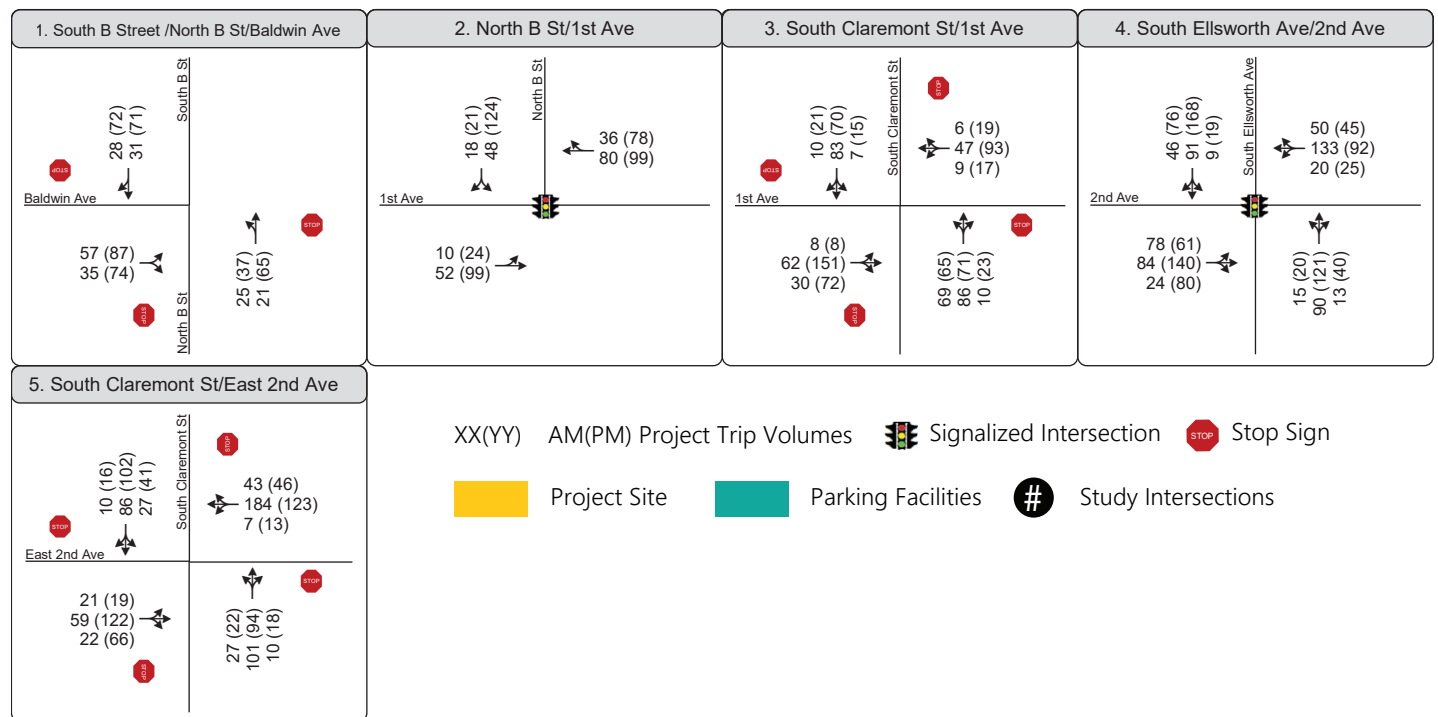 1. South B Street /North B St/Baldwin Ave
South B St
28 (72)
31 (71)
STOP
Baldwin Ave
STOP
57 (87)
35 (74)
25 (37)
21 (65)
STOP
North B St
2. North B St/1st Ave
North B St
18 (21)
48 (124)
36 (78)
80 (99)
1st Ave
10 (24)
52 (99)
3. South Claremont St/1st Ave
South Claremont St
STOP
10 (21)
83 (70)
7 (15)
6 (19)
47 (93)
9 (17)
STOP
1st Ave
STOP
8 (8)
62 (151)
30 (72)
69 (65)
86 (71)
10 (23)
STOP
4. South Ellsworth Ave/2nd Ave
South Ellsworth Ave
46 (76)
91 (168)
9 (19)
50 (45)
133 (92)
20 (25)
2nd Ave
78 (61)
84 (140)
24 (80)
15 (20)
90 (121)
13 (40)
5. South Claremont St/East 2nd Ave
South Claremont St
STOP
10 (16)
86 (102)
27 (41)
43 (46)
184 (123)
7 (13)
STOP
East 2nd Ave
STOP
21 (19)
59 (122)
22 (66)
27 (22)
101 (94)
10 (18)
STOP
XX(YY) AM(PM) Project Trip Volumes
Signalized Intersection
STOP Stop Sign
Project Site
Parking Facilities
# Study Intersections